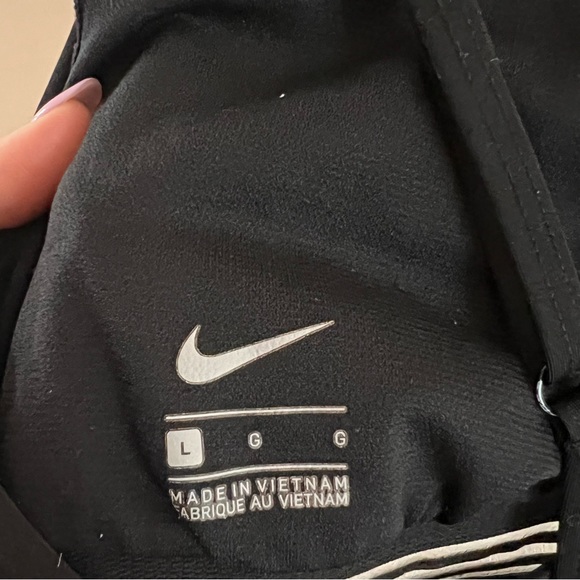 L G G
MADE IN VIETNAM
FABRIQUE AU VIETNAM